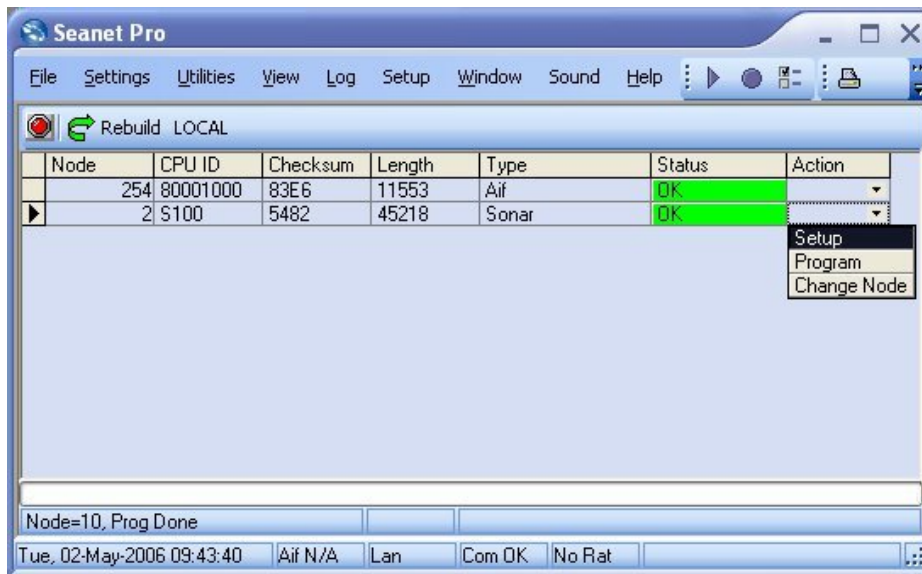 Seanet Pro
File Settings Utilities View Log Setup Window Sound Help
Rebuild LOCAL
Node CPU ID Checksum Length Type Status Action
254 80001000 83E6 11553 Aif OK
2 S100 5482 45218 Sonar OK
Setup
Program
Change Node
Node=10, Prog Done
Tue, 02-May-2006 09:43:40 Aif N/A Lan Com OK No Rat